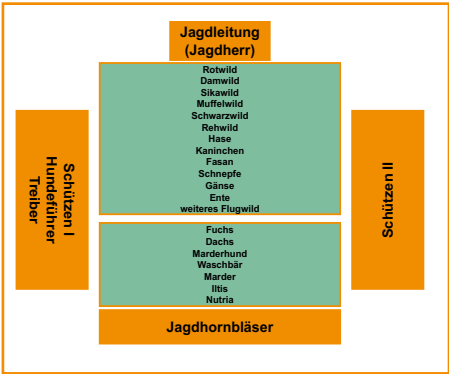 Jagdleitung
(Jagdherr)
Rotwild
Damwild
Sikawild
Muffelwild
Schwarzwild
Rehwild
Hase
Kaninchen
Fasan
Schnepfe
Gänse
Ente
weiteres Flugwild
Schützen I
Hundeführer
Treiber
Schützen II
Fuchs
Dachs
Marderhund
Waschbär
Marder
Iltis
Nutria
Jagdhornbläser